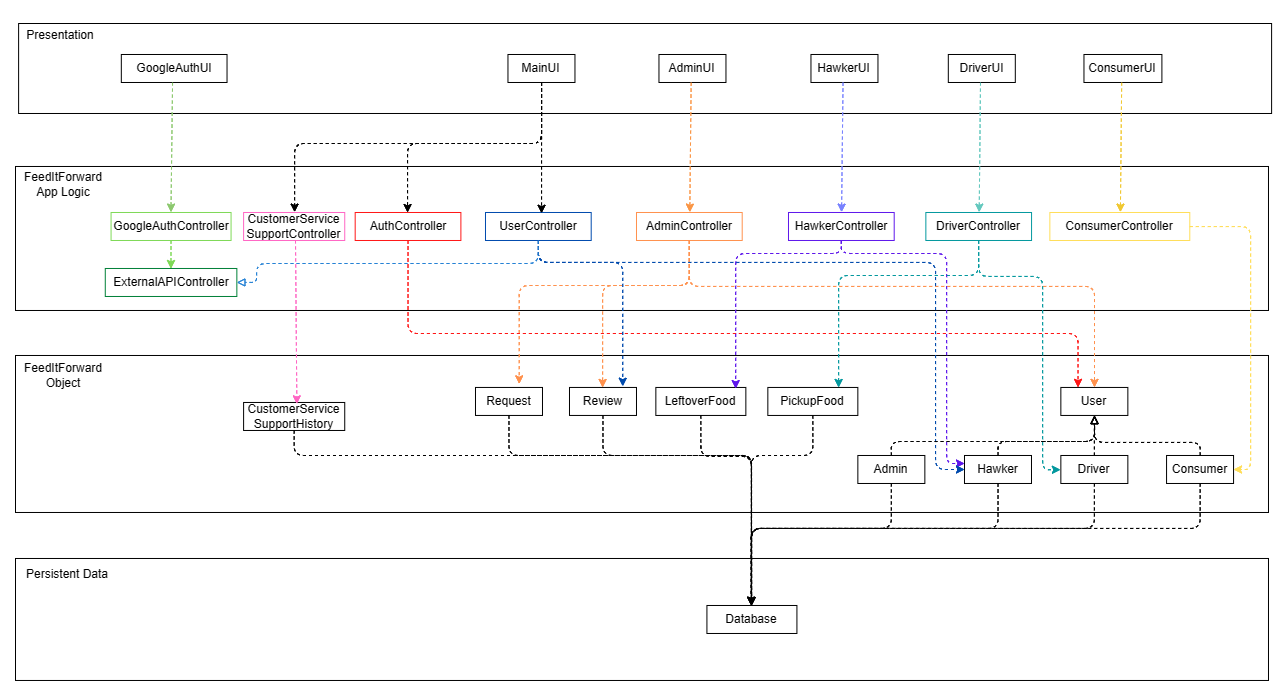 Presentation
GoogleAuthUI
MainUI
AdminUI
HawkerUI
DriverUI
ConsumerUI
FeedItForward
App Logic
GoogleAuthController
CustomerService
SupportController
AuthController
UserController
AdminController
HawkerController
DriverController
ConsumerController
ExternalAPIController
FeedItForward
Object
CustomerService
SupportHistory
Request
Review
LeftoverFood
PickupFood
User
Admin
Hawker
Driver
Consumer
Persistent Data
Database